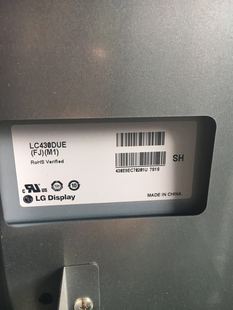 LC430DUE
(FJ)(M1)
RoHS Verified
SH
MADE IN CHINA
LG Display